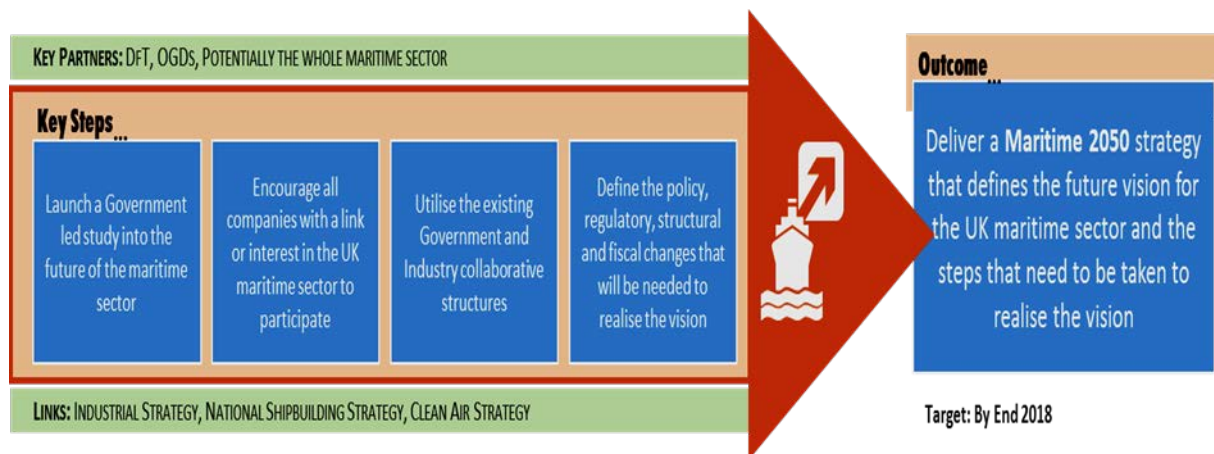 KEY PARTNERS: DFT, OGDS, POTENTIALLY THE WHOLE MARITIME SECTOR
Key Steps...
Launch a Government
led study into the
future of the maritime
sector
Encourage all
companies with a link
or interest in the UK
maritime sector to
participate
Utilise the existing
Government and
Industry collaborative
structures
Define the policy,
regulatory, structural
and fiscal changes that
will be needed to
realise the vision
LINKS: INDUSTRIAL STRATEGY, NATIONAL SHIPBUILDING STRATEGY, CLEAN AIR STRATEGY
Outcome...
Deliver a Maritime 2050 strategy
that defines the future vision for
the UK maritime sector and the
steps that need to be taken to
realise the vision
Target: By End 2018